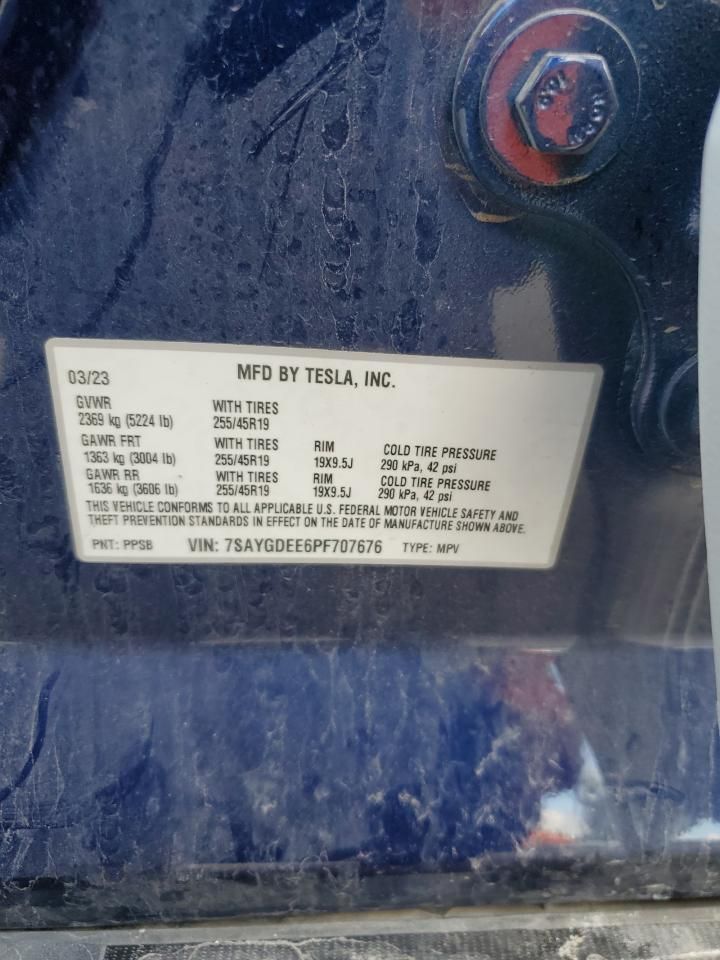 03/23 MFD BY TESLA, INC.
GVWR WITH TIRES
2369 kg (5224 lb) 255/45R19
GAWR FRT WITH TIRES RIM COLD TIRE PRESSURE
1363 kg (3004 lb) 255/45R19 19X9.5J 290 kPa, 42 psi
GAWR RR WITH TIRES RIM COLD TIRE PRESSURE
1636 kg (3606 lb) 255/45R19 19X9.5J 290 kPa, 42 psi
THIS VEHICLE CONFORMS TO ALL APPLICABLE U.S. FEDERAL MOTOR VEHICLE SAFETY AND
THEFT PREVENTION STANDARDS IN EFFECT ON THE DATE OF MANUFACTURE SHOWN ABOVE.
PNT: PPSB VIN: 7SAYGDEE6PF707676 TYPE: MPV